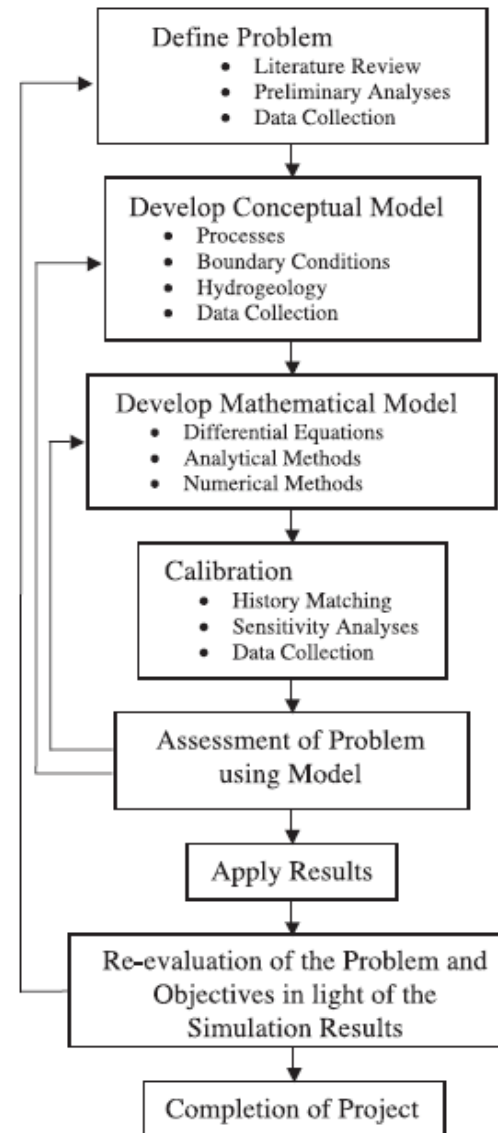 Define Problem
• Literature Review
• Preliminary Analyses
• Data Collection
Develop Conceptual Model
• Processes
• Boundary Conditions
• Hydrogeology
• Data Collection
Develop Mathematical Model
• Differential Equations
• Analytical Methods
• Numerical Methods
Calibration
• History Matching
• Sensitivity Analyses
• Data Collection
Assessment of Problem
using Model
Apply Results
Re-evaluation of the Problem and
Objectives in light of the
Simulation Results
Completion of Project